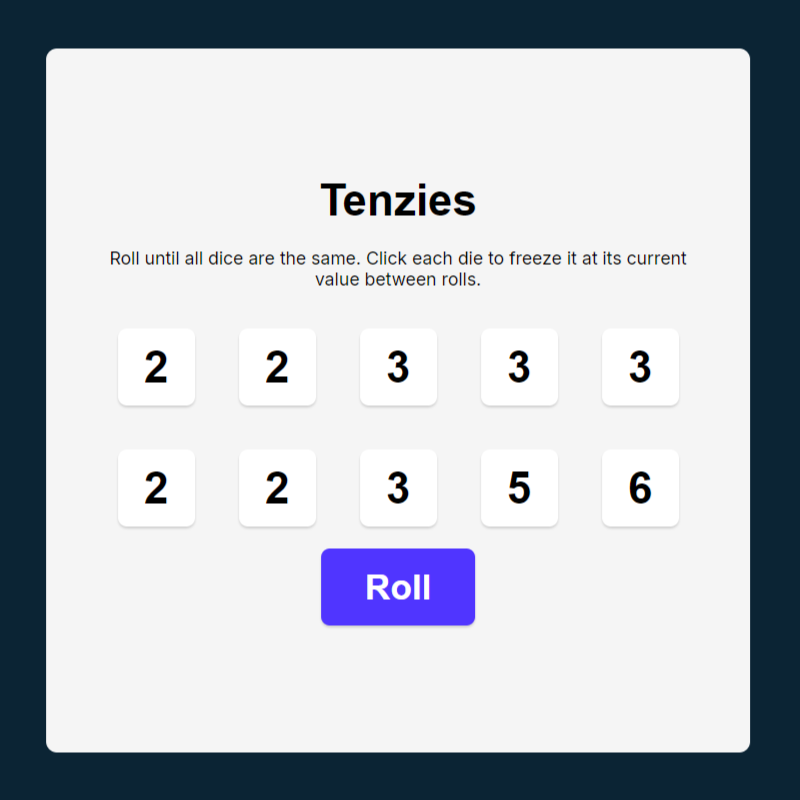 Tenzies
Roll until all dice are the same. Click each die to freeze it at its current
value between rolls.
2 2 3 3 3
2 2 3 5 6
Roll